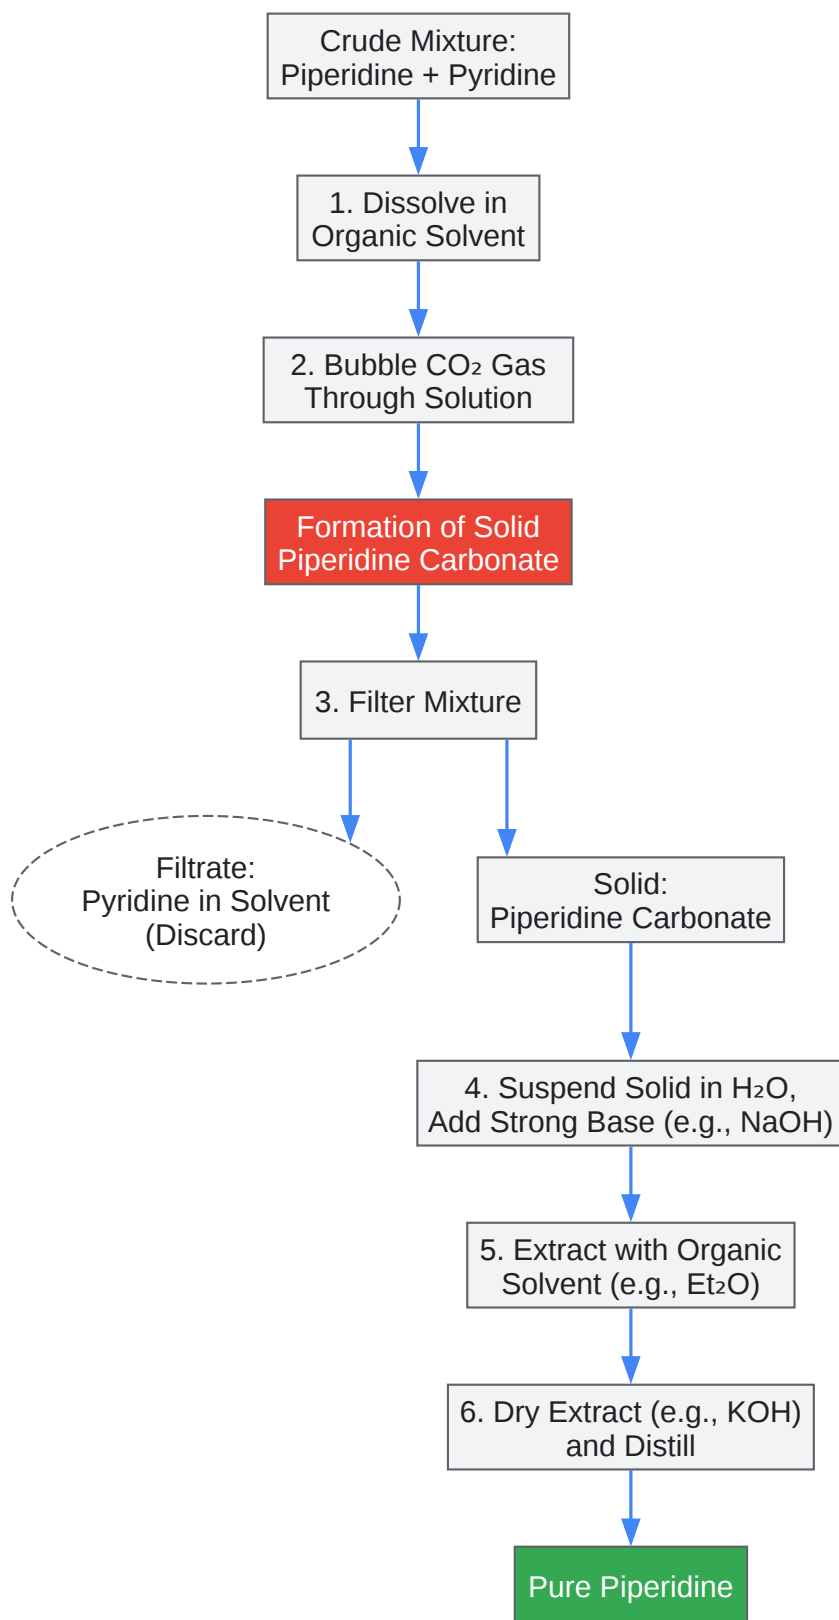 Crude Mixture:
Piperidine + Pyridine
1. Dissolve in
Organic Solvent
2. Bubble CO₂ Gas
Through Solution
Formation of Solid
Piperidine Carbonate
3. Filter Mixture
Filtrate:
Pyridine in Solvent
(Discard)
Solid:
Piperidine Carbonate
4. Suspend Solid in H₂O,
Add Strong Base (e.g., NaOH)
5. Extract with Organic
Solvent (e.g., Et₂O)
6. Dry Extract (e.g., KOH)
and Distill
Pure Piperidine